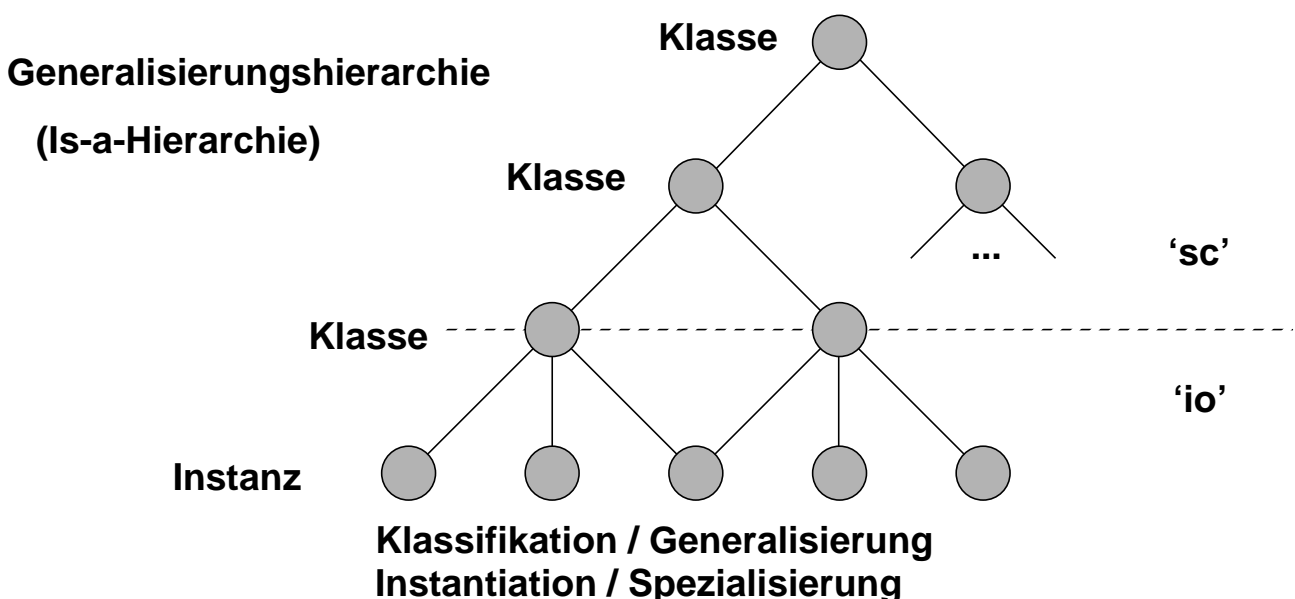 Klasse
Generalisierungshierarchie
(Is-a-Hierarchie)
Klasse
...
‘sc’
Klasse
‘io’
Instanz
Klassifikation / Generalisierung
Instantiation / Spezialisierung